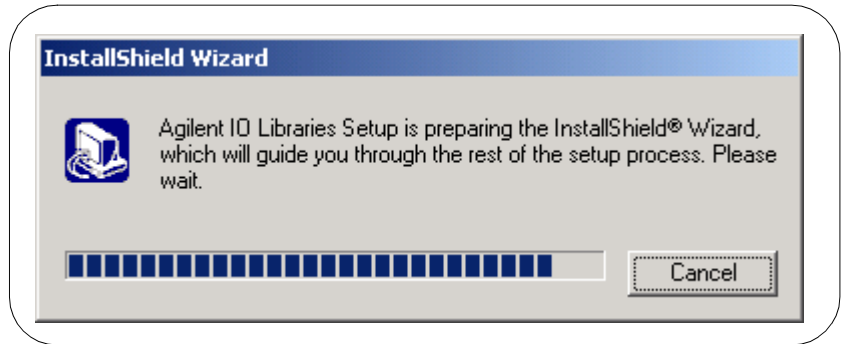 InstallShield Wizard
Agilent IO Libraries Setup is preparing the InstallShield® Wizard,
which will guide you through the rest of the setup process. Please
wait.
Cancel